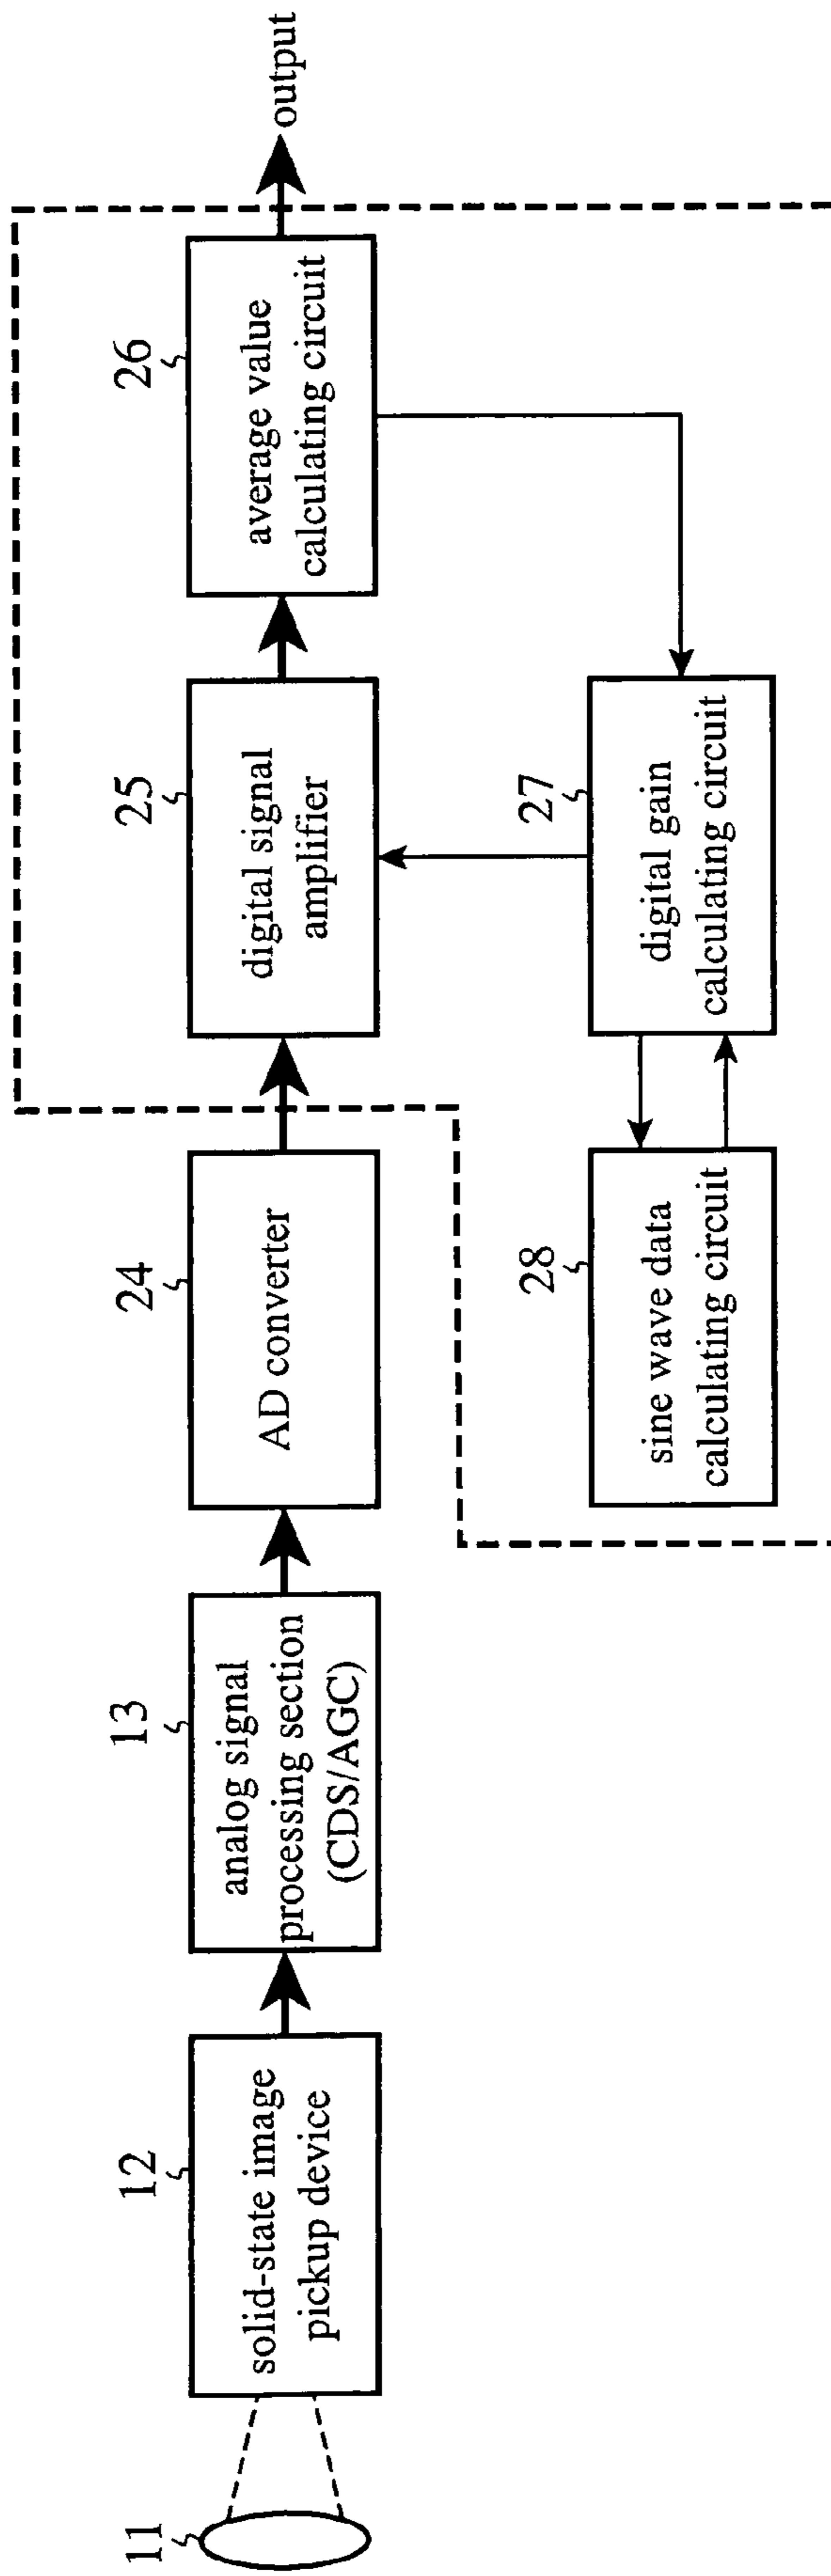 11
12
solid-state image
pickup device
13
analog signal
processing section
(CDS/AGC)
24
AD converter
25
digital signal
amplifier
26
average value
calculating circuit
output
28
sine wave data
calculating circuit
27
digital gain
calculating circuit